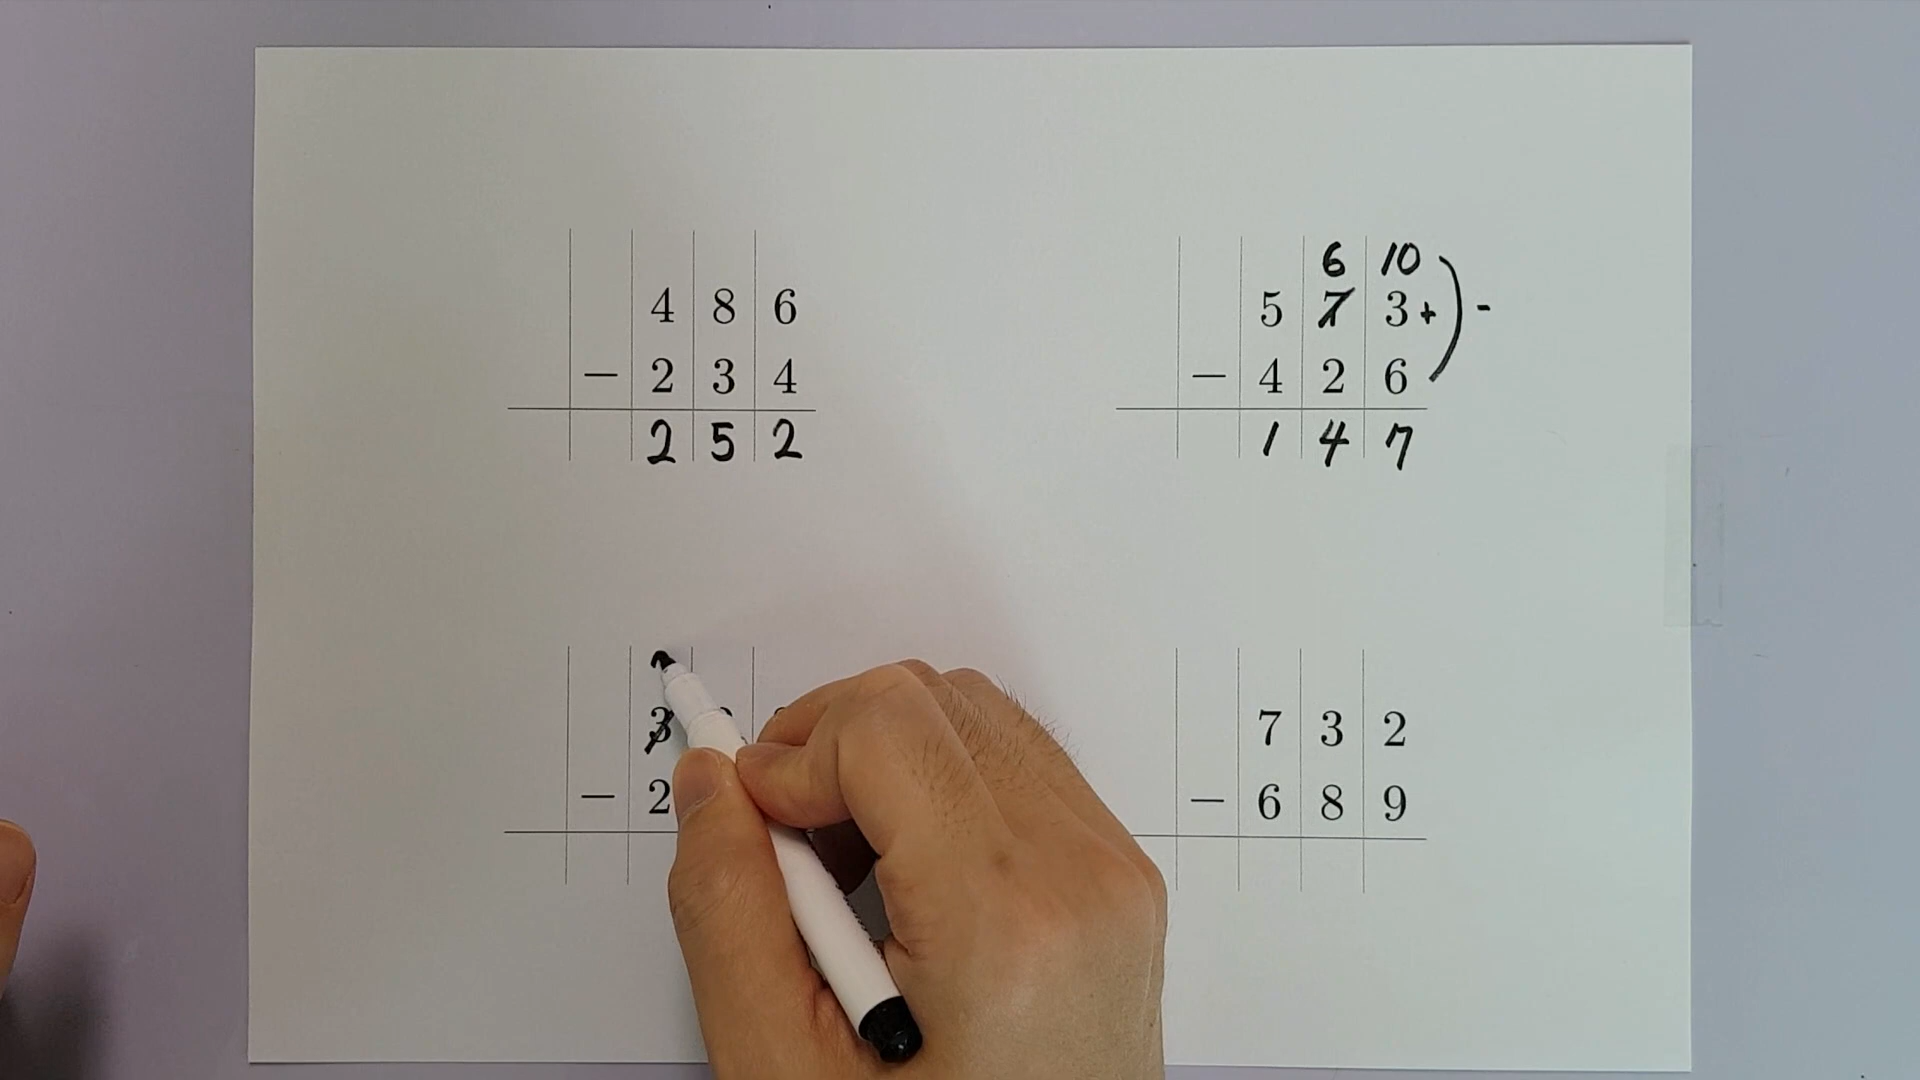 4 8 6
− 2 3 4
2 5 2
6 10
5 7 3 + ) -
− 4 2 6
1 4 7
3
− 2
7 3 2
− 6 8 9